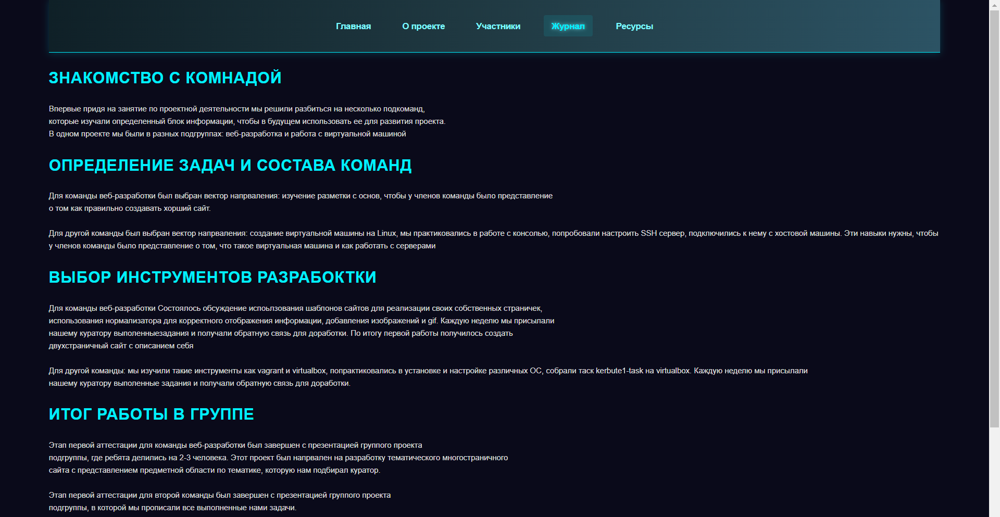 Главная О проекте Участники Журнал Ресурсы
ЗНАКОМСТВО С КОМНАДОЙ
Впервые придя на занятие по проектной деятельности мы решили разбиться на несколько подкоманд,
которые изучали определенный блок информации, чтобы в будущем использовать ее для развития проекта.
В одном проекте мы были в разных подгруппах: веб-разработка и работа с виртуальной машиной
ОПРЕДЕЛЕНИЕ ЗАДАЧ И СОСТАВА КОМАНД
Для команды веб-разработки был выбран вектор напрваления: изучение разметки с основ, чтобы у членов команды было представление
о том как правильно создавать хорший сайт.
Для другой команды был выбран вектор напрваления: создание виртуальной машины на Linux, мы практиковались в работе с консолью, попробовали настроить SSH сервер, подключились к нему с хостовой машины. Эти навыки нужны, чтобы
у членов команды было представление о том, что такое виртуальная машина и как работать с серверами
ВЫБОР ИНСТРУМЕНТОВ РАЗРАБОКТКИ
Для команды веб-разработки Состоялось обсуждение испоьлзования шаблонов сайтов для реализации своих собственных страничек,
использования нормализатора для корректного отображения информации, добавления изображений и gif. Каждую неделю мы присылали
нашему куратору выполенныезадания и получали обратную связь для доработки. По итогу первой работы получилось создать
двухстраничный сайт с описанием себя
Для другой команды: мы изучили такие инструменты как vagrant и virtualbox, попрактиковались в установке и настройке различных ОС, собрали таск kerbute1-task на virtualbox. Каждую неделю мы присылали
нашему куратору выполенные задания и получали обратную связь для доработки.
ИТОГ РАБОТЫ В ГРУППЕ
Этап первой аттестации для команды веб-разработки был завершен с презентацией группого проекта
подгруппы, где ребята делились на 2-3 человека. Этот проект был напрвален на разработку тематического многостраничного
сайта с представлением предметной области по тематике, которую нам подбирал куратор.
Этап первой аттестации для второй команды был завершен с презентацией группого проекта
подгруппы, в которой мы прописали все выполненные нами задачи.